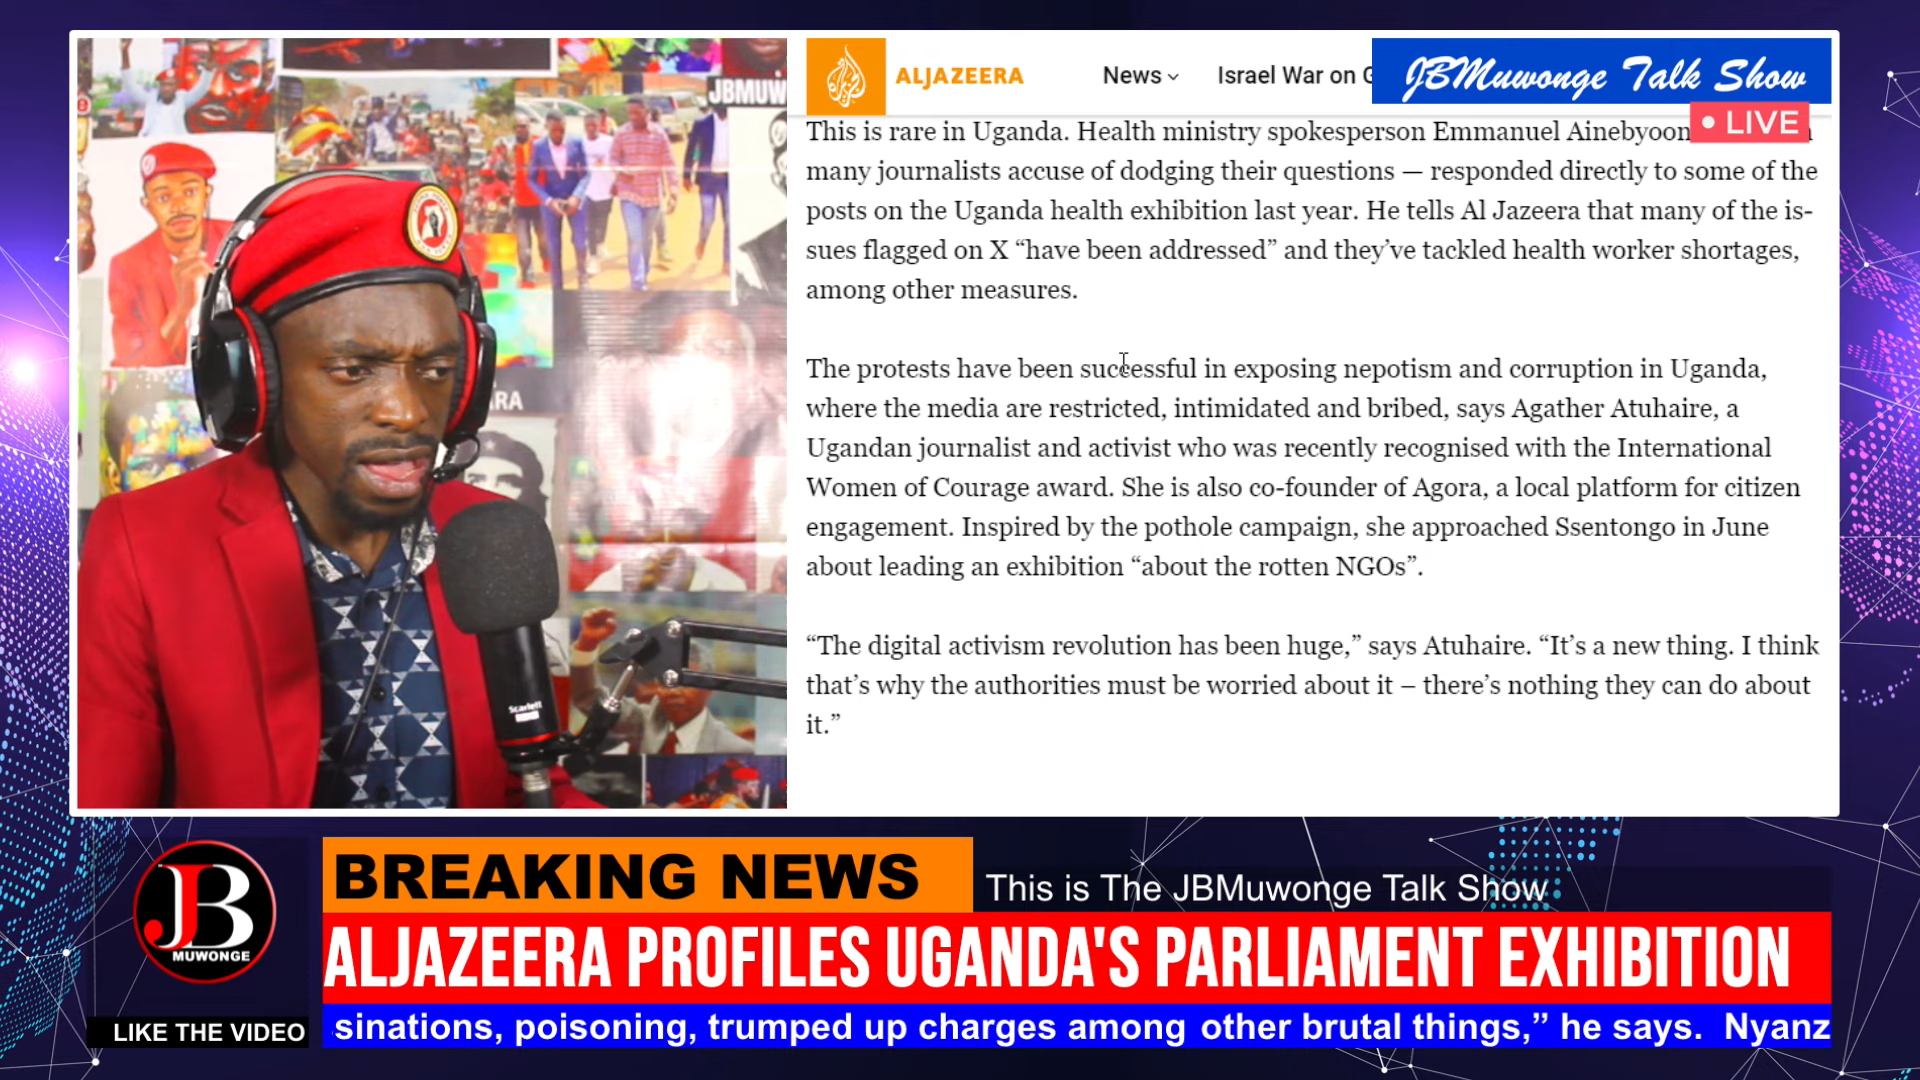 JBMUW
RA
Scarlett
ALJAZEERA
News
Israel War on G
JBMuwonge Talk Show
• LIVE
This is rare in Uganda. Health ministry spokesperson Emmanuel
many journalists accuse of dodging their questions — responded directly to some of the
posts on the Uganda health exhibition last year. He tells Al Jazeera that many of the is-
sues flagged on X “have been addressed” and they’ve tackled health worker shortages,
among other measures.
The protests have been successful in exposing nepotism and corruption in Uganda,
where the media are restricted, intimidated and bribed, says Agather Atuhaire, a
Ugandan journalist and activist who was recently recognised with the International
Women of Courage award. She is also co-founder of Agora, a local platform for citizen
engagement. Inspired by the pothole campaign, she approached Ssentongo in June
about leading an exhibition “about the rotten NGOs”.
“The digital activism revolution has been huge,” says Atuhaire. “It’s a new thing. I think
that’s why the authorities must be worried about it – there’s nothing they can do about
it.”
JB
MUWONGE
LIKE THE VIDEO
BREAKING NEWS
This is The JBMuwonge Talk Show
ALJAZEERA PROFILES UGANDA'S PARLIAMENT EXHIBITION
sinations, poisoning, trumped up charges among other brutal things,” he says. Nyanz